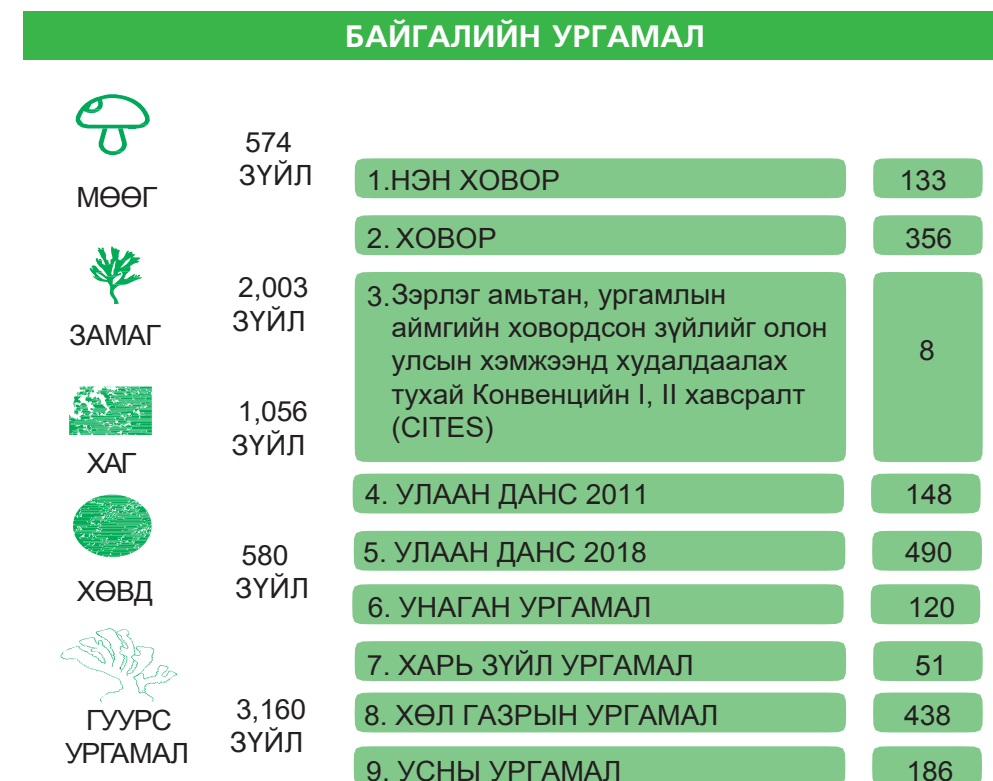 БАЙГАЛИЙН УРГАМАЛ
574
ЗҮЙЛ
МӨӨГ
2,003
ЗҮЙЛ
ЗАМАГ
1,056
ЗҮЙЛ
ХАГ
580
ЗҮЙЛ
ХӨВД
3,160
ЗҮЙЛ
ГУУРС
УРГАМАЛ
1.НЭН ХОВОР 133
2. ХОВОР 356
3.Зэрлэг амьтан, ургамлын
аймгийн ховордсон зүйлийг олон
улсын хэмжээнд худалдаалах
тухай Конвенцийн I, II хавсралт
(CITES)
8
4. УЛААН ДАНС 2011 148
5. УЛААН ДАНС 2018 490
6. УНАГАН УРГАМАЛ 120
7. ХАРЬ ЗҮЙЛ УРГАМАЛ 51
8. ХӨЛ ГАЗРЫН УРГАМАЛ 438
9. УСНЫ УРГАМАЛ 186